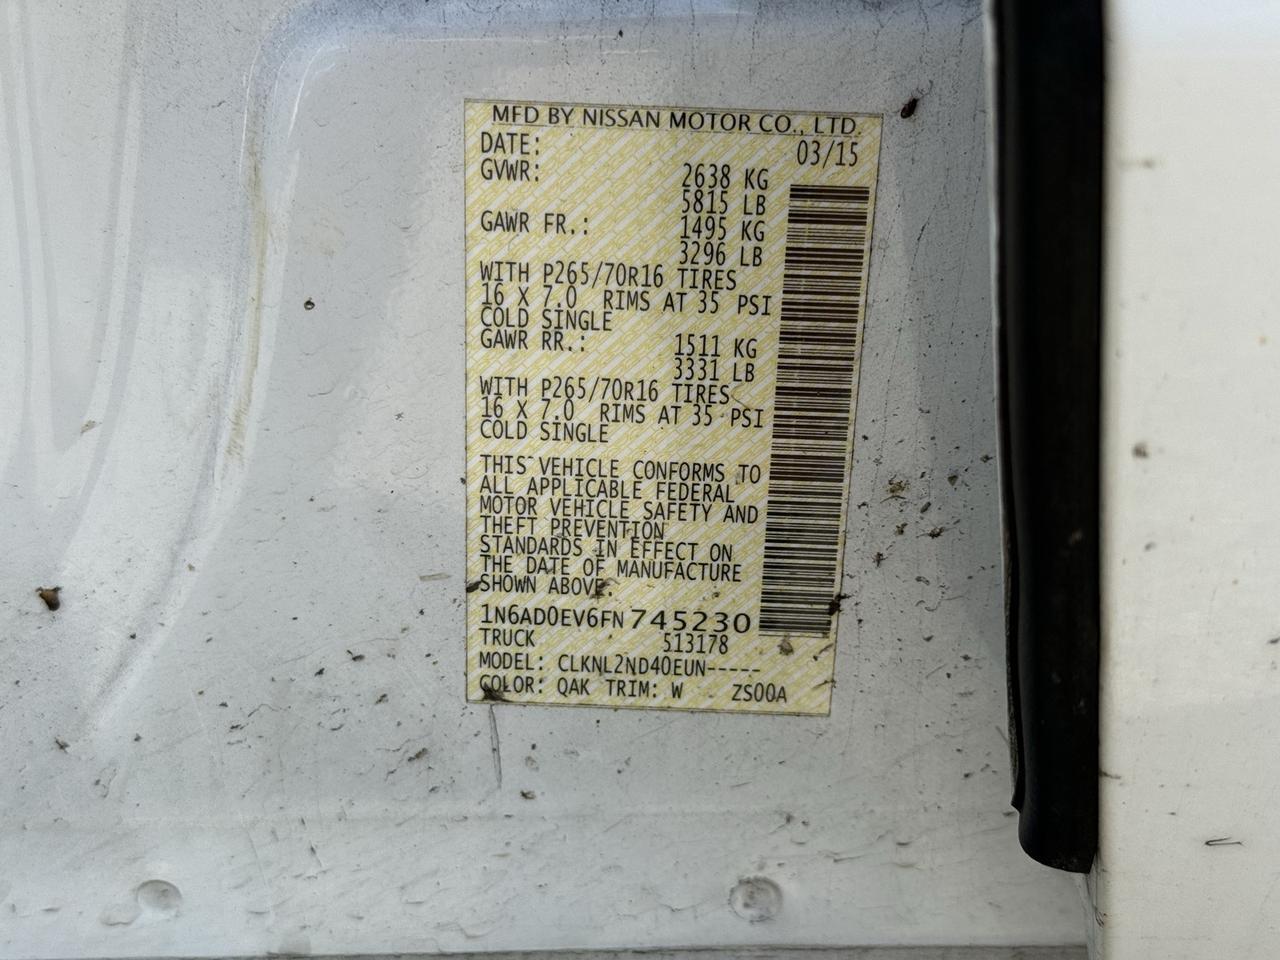 MFD BY NISSAN MOTOR CO., LTD.
DATE: 03/15
GVWR: 2638 KG
5815 LB
GAWR FR.: 1495 KG
3296 LB
WITH P265/70R16 TIRES
16 X 7.0 RIMS AT 35 PSI
COLD SINGLE
GAWR RR.: 1511 KG
3331 LB
WITH P265/70R16 TIRES
16 X 7.0 RIMS AT 35 PSI
COLD SINGLE
THIS VEHICLE CONFORMS TO
ALL APPLICABLE FEDERAL
MOTOR VEHICLE SAFETY AND
THEFT PREVENTION
STANDARDS IN EFFECT ON
THE DATE OF MANUFACTURE
SHOWN ABOVE.
1N6AD0EV6FN745230
TRUCK 513178
MODEL: CLKNL2ND40EUN-----
COLOR: QAK TRIM: W ZS00A